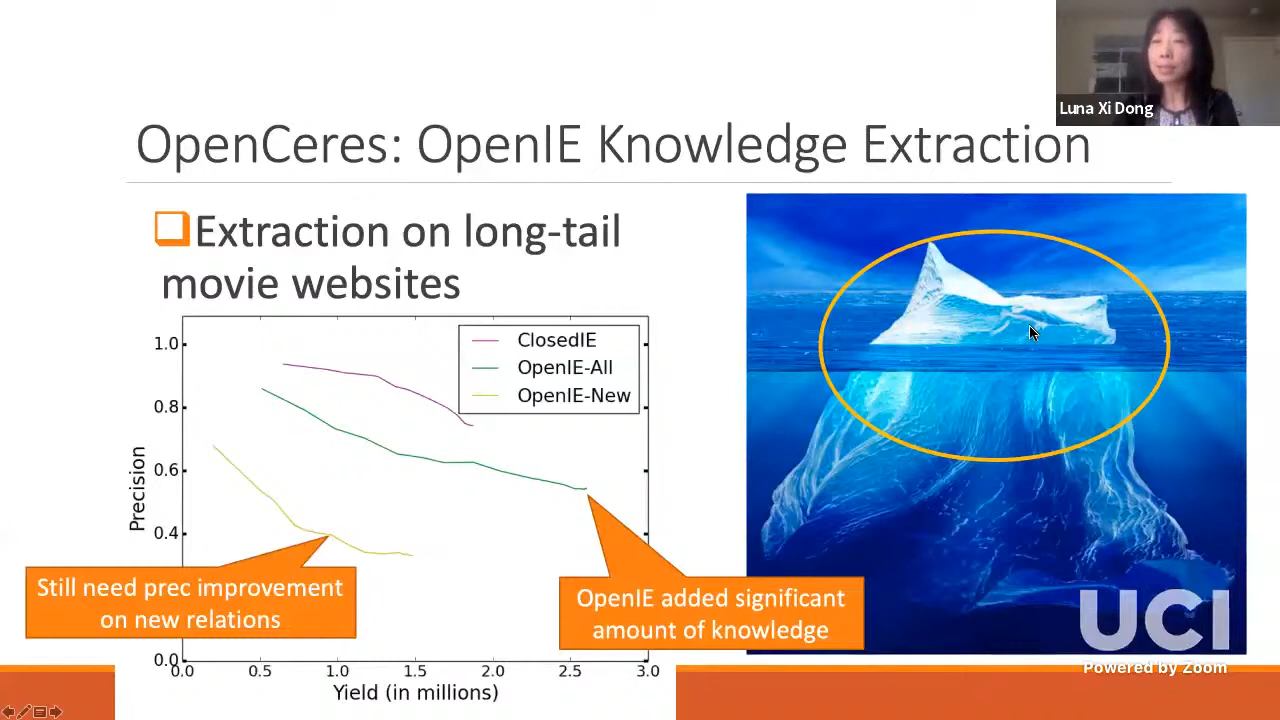 Luna Xi Dong
OpenCeres: OpenIE Knowledge Extraction
Extraction on long-tail
movie websites
ClosedIE
OpenIE-All
OpenIE-New
1.0
0.8
0.6
0.4
0.0
Precision
0.0 0.5 1.0 1.5 2.0 2.5 3.0
Yield (in millions)
Still need prec improvement
on new relations
OpenIE added significant
amount of knowledge
UCI
Powered by Zoom